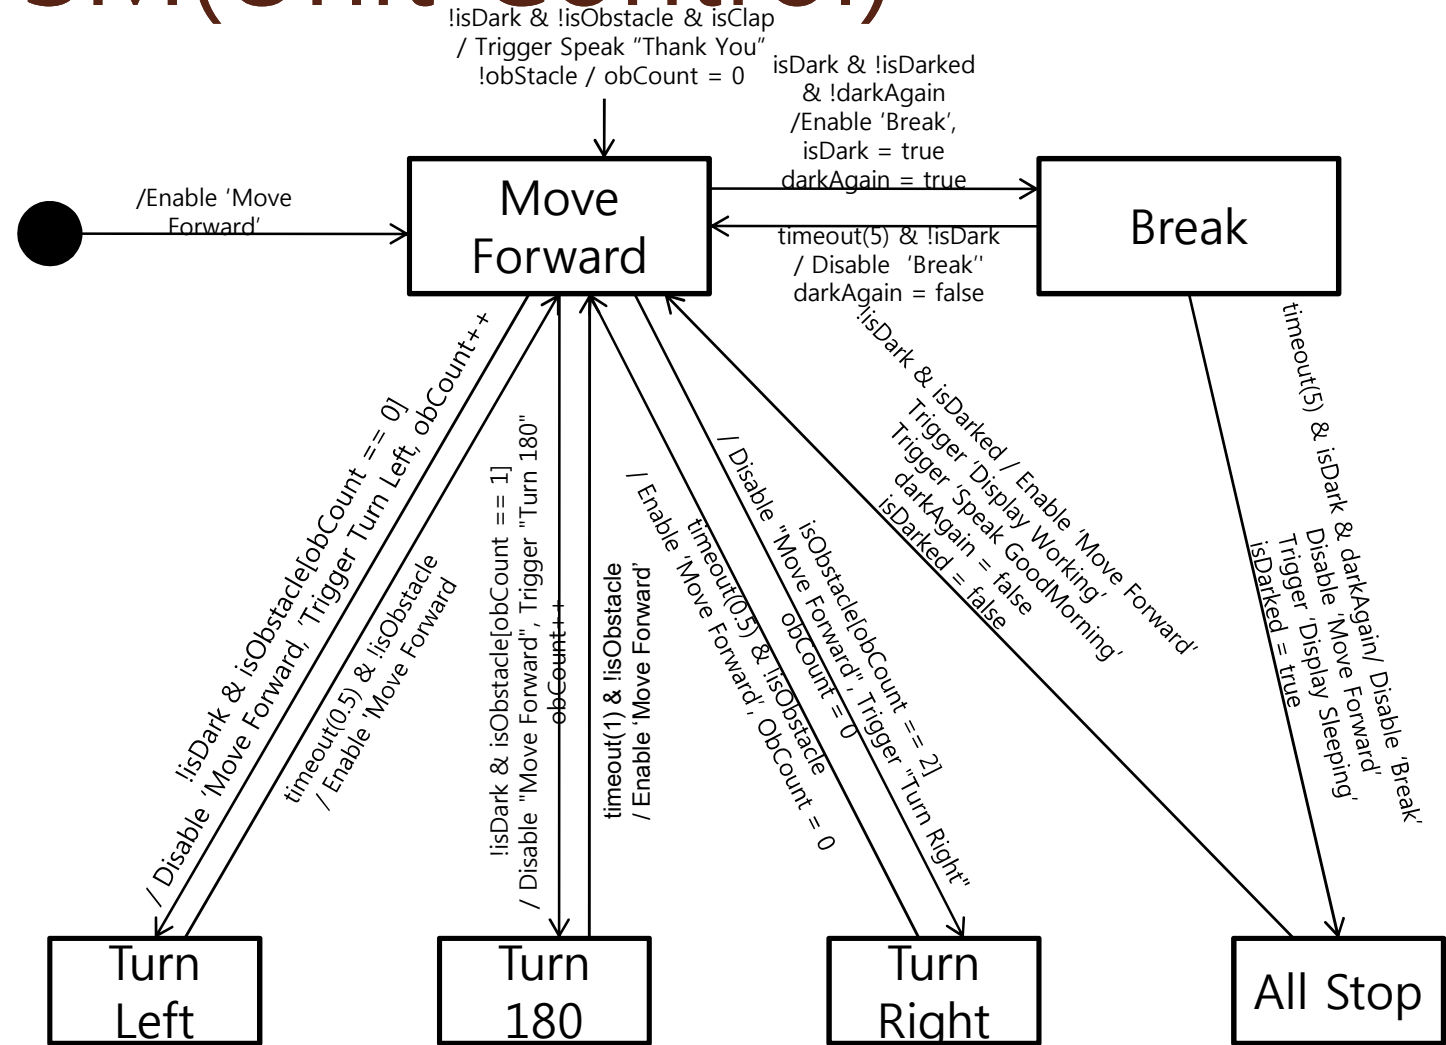 SM(Unit Control)
!isDark & !isObstacle & isClap
/ Trigger Speak “Thank You”
!obStacle / obCount = 0
isDark & !isDarked
& !darkAgain
/Enable ‘Break’,
isDark = true
darkAgain = true
/Enable ‘Move
Forward’
Move
Forward
Break
timeout(5) & !isDark
/ Disable ‘Break''
darkAgain = false
!isDark & isObstacle[obCount == 0]
/ Disable ‘Move Forward, ‘Trigger Turn Left, obCount++
timeout(0.5) & !isObstacle
/ Enable ‘Move Forward
!isDark & isObstacle[obCount == 1]
/ Disable "Move Forward", Trigger "Turn 180"
obCount++
timeout(1) & !isObstacle
/ Enable ‘Move Forward’
timeout(0.5) & !isObstacle
/ Enable ‘Move Forward’, ObCount = 0
isObstacle[obCount == 2]
/ Disable "Move Forward", Trigger "Turn Right"
obCount = 0
!isDark & isDarked / Enable ‘Move Forward’
Trigger ‘Display Working’
Trigger ‘Speak GoodMorning’
darkAgain = false
isDarked = false
timeout(5) & isDark & darkAgain/ Disable ‘Break’
Disable ‘Move Forward’
Trigger ‘Display Sleeping’
isDarked = true
Turn
Left
Turn
180
Turn
Right
All Stop